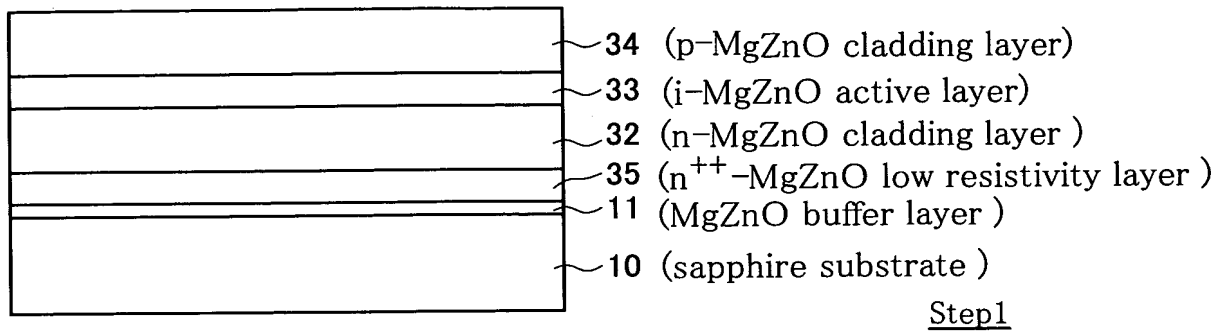 34 (p-MgZnO cladding layer)
33 (i-MgZnO active layer)
32 (n-MgZnO cladding layer )
35 (n++-MgZnO low resistivity layer )
11 (MgZnO buffer layer )
10 (sapphire substrate )
Step1